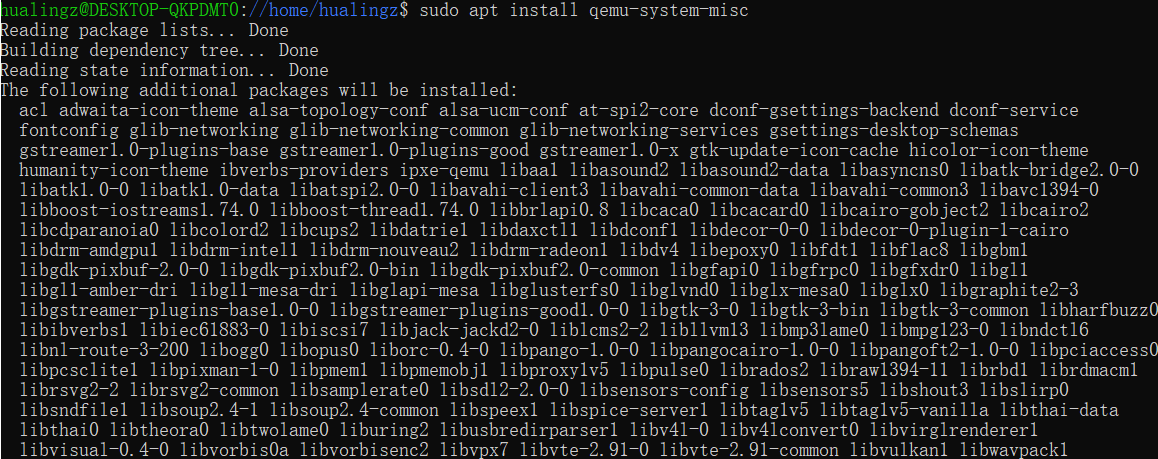 hualingz@DESKTOP-QKPDMT0://home/hualingz$ sudo apt install qemu-system-misc
Reading package lists... Done
Building dependency tree... Done
Reading state information... Done
The following additional packages will be installed:
acl adwaita-icon-theme alsa-topology-conf alsa-ucm-conf at-spi2-core dconf-gsettings-backend dconf-service
fontconfig glib-networking glib-networking-common glib-networking-services gsettings-desktop-schemas
gstreamer1.0-plugins-base gstreamer1.0-plugins-good gstreamer1.0-x gtk-update-icon-cache hicolor-icon-theme
humanity-icon-theme ibverbs-providers ipxe-qemu libaa1 libasound2 libasound2-data libasyncns0 libatk-bridge2.0-0
libatk1.0-0 libatk1.0-data libatspi2.0-0 libavahi-client3 libavahi-common-data libavahi-common3 libavc1394-0
libboost-iostreams1.74.0 libboost-thread1.74.0 libbrlapi0.8 libcaca0 libcacard0 libcairo-gobject2 libcairo2
libcdparanoia0 libcolord2 libcups2 libdatrie1 libdaxctl1 libdconf1 libdecor-0-0 libdecor-0-plugin-1-cairo
libdrm-amdgpu1 libdrm-intel1 libdrm-nouveau2 libdrm-radeon1 libdv4 libepoxy0 libfdt1 libflac8 libgbm1
libgdk-pixbuf-2.0-0 libgdk-pixbuf2.0-bin libgdk-pixbuf2.0-common libgfapi0 libgfrpc0 libgfxdr0 libgl1
libgl1-amber-dri libgl1-mesa-dri libglapi-mesa libglusterfs0 libglvnd0 libglx-mesa0 libglx0 libgraphite2-3
libgstreamer-plugins-base1.0-0 libgstreamer-plugins-good1.0-0 libgtk-3-0 libgtk-3-bin libgtk-3-common libharfbuzz0
libibverbs1 libiec61883-0 libiscsi7 libjack-jackd2-0 liblcms2-2 libllvm13 libmp3lame0 libmpg123-0 libndctl6
libnl-route-3-200 libogg0 libopus0 liborc-0.4-0 libpango-1.0-0 libpangocairo-1.0-0 libpangoft2-1.0-0 libpciaccess0
libpcsclite1 libpixman-1-0 libpmem1 libpmemobj1 libproxy1v5 libpulse0 librados2 libraw1394-11 librbd1 librdmacm1
librsvg2-2 librsvg2-common libsamplerate0 libsdl2-2.0-0 libsensors-config libsensors5 libshout3 libslirp0
libsndfile1 libsoup2.4-1 libsoup2.4-common libspeex1 libspice-server1 libtag1v5 libtag1v5-vanilla libthai-data
libthai0 libtheora0 libtwolame0 liburing2 libusbredirparser1 libv4l-0 libv4lconvert0 libvirglrenderer1
libvisual-0.4-0 libvorbis0a libvorbisenc2 libvpx7 libvte-2.91-0 libvte-2.91-common libvulkan1 libwavpack1